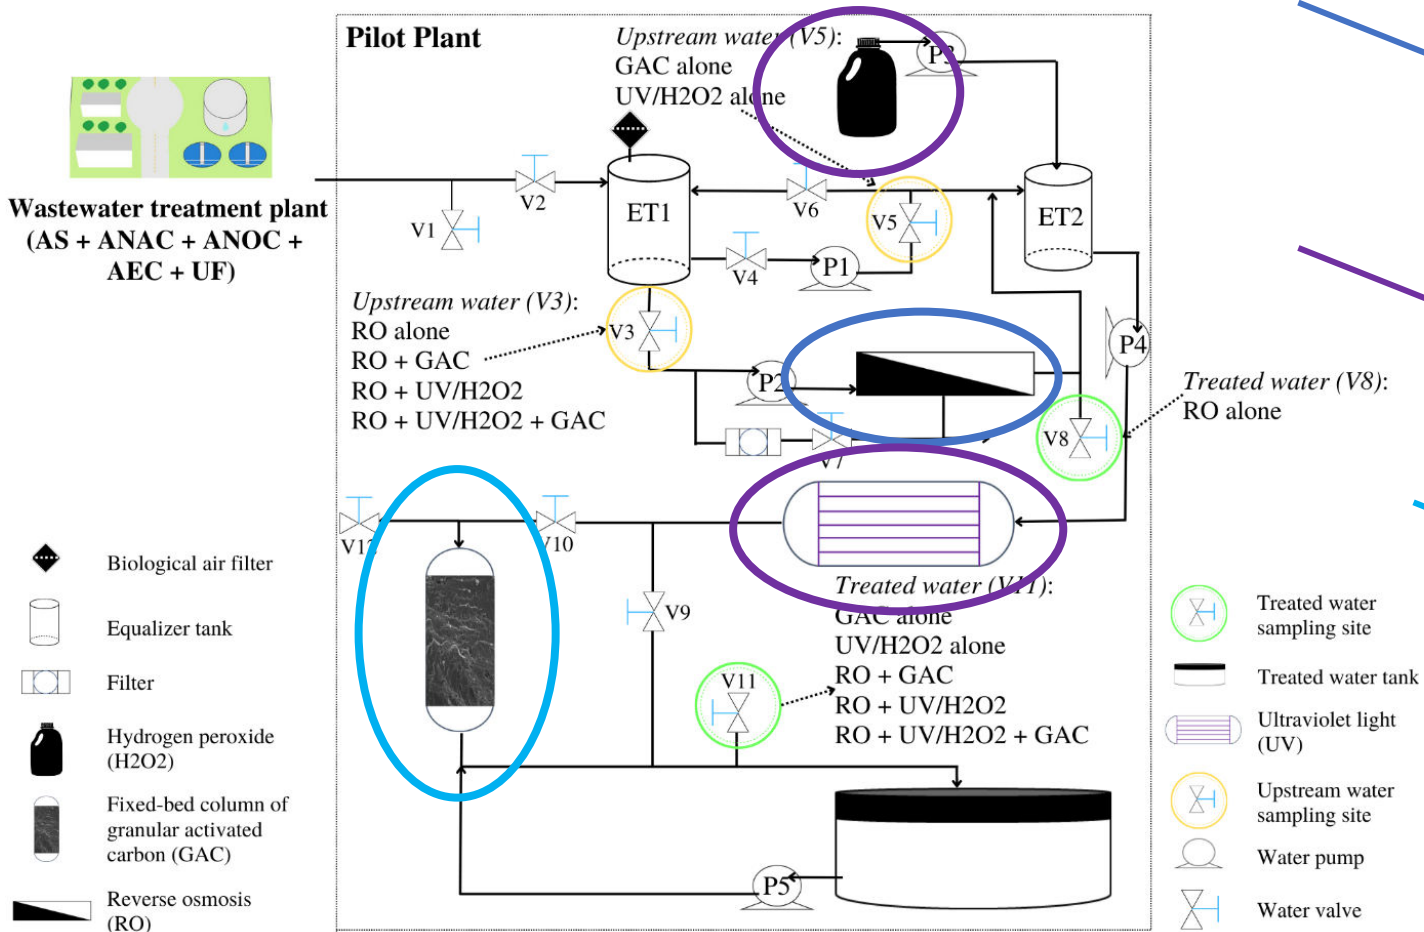 Pilot Plant
Upstream water (V5):
GAC alone
UV/H2O2 alone
P3
Wastewater treatment plant
(AS + ANAC + ANOC +
AEC + UF)
V1
V2
ET1
V6
V5
ET2
V4
P1
Upstream water (V3):
RO alone
RO + GAC
RO + UV/H2O2
RO + UV/H2O2 + GAC
V3
P2
V7
V8
P4
Treated water (V8):
RO alone
V12
V10
V9
Treated water (V11):
GAC alone
UV/H2O2 alone
RO + GAC
RO + UV/H2O2
RO + UV/H2O2 + GAC
V11
P5
Biological air filter
Equalizer tank
Filter
Hydrogen peroxide
(H2O2)
Fixed-bed column of
granular activated
carbon (GAC)
Reverse osmosis
(RO)
Treated water
sampling site
Treated water tank
Ultraviolet light
(UV)
Upstream water
sampling site
Water pump
Water valve